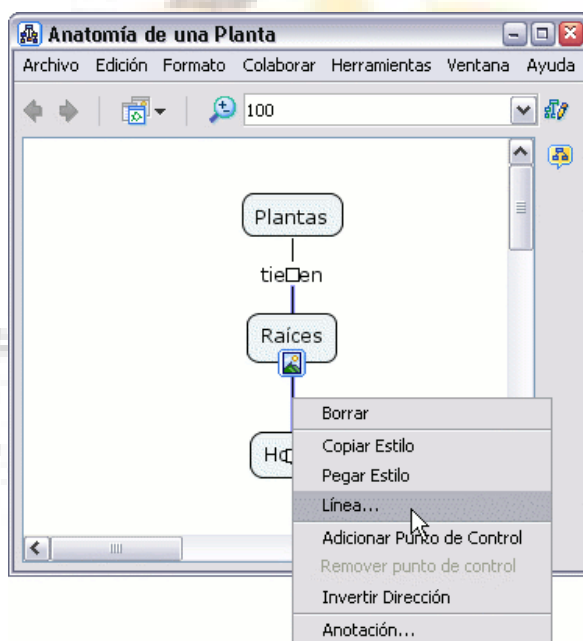 Anatomía de una Planta
Archivo Edición Formato Colaborar Herramientas Ventana Ayuda
100
Plantas
tienen
Raíces
Borrar
Copiar Estilo
Pegar Estilo
Línea...
Adicionar Punto de Control
Remover punto de control
Invertir Dirección
Anotación...